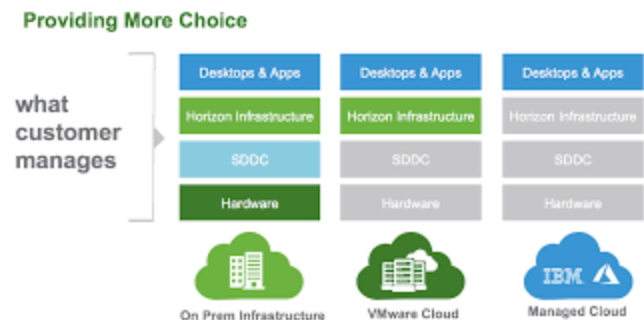 Providing More Choice
what
customer
manages
Desktops & Apps
Desktops & Apps
Desktops & Apps
Horizon Infrastructure
Horizon Infrastructure
Horizon Infrastructure
SDDC
SDDC
SDDC
Hardware
Hardware
Hardware
IBM
On Prem Infrastructure
VMware Cloud
Managed Cloud